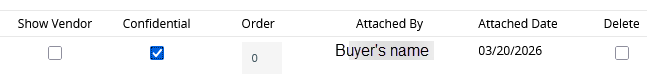 Show Vendor Confidential Order Attached By Attached Date Delete
0 Buyer's name 03/20/2026